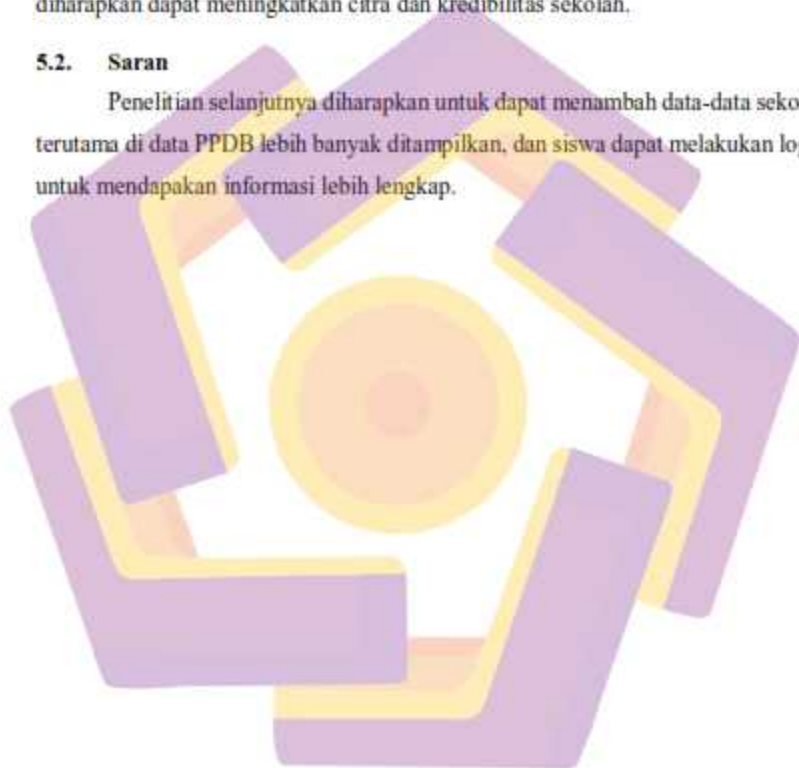 diharapkan dapat meningkatkan citra dan kredibilitas sekolah.
5.2. Saran
Penelitian selanjutnya diharapkan untuk dapat menambah data-data seko
terutama di data PPDB lebih banyak ditampilkan, dan siswa dapat melakukan lo
untuk mendapakan informasi lebih lengkap.